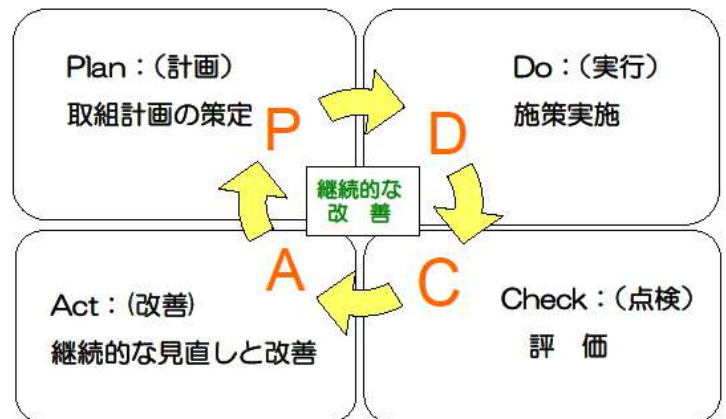 Plan：(計画)
取組計画の策定
P
Do：(実行)
施策実施
D
継続的な
改　善
Act：(改善)
継続的な見直しと改善
A
Check：(点検)
評　価
C